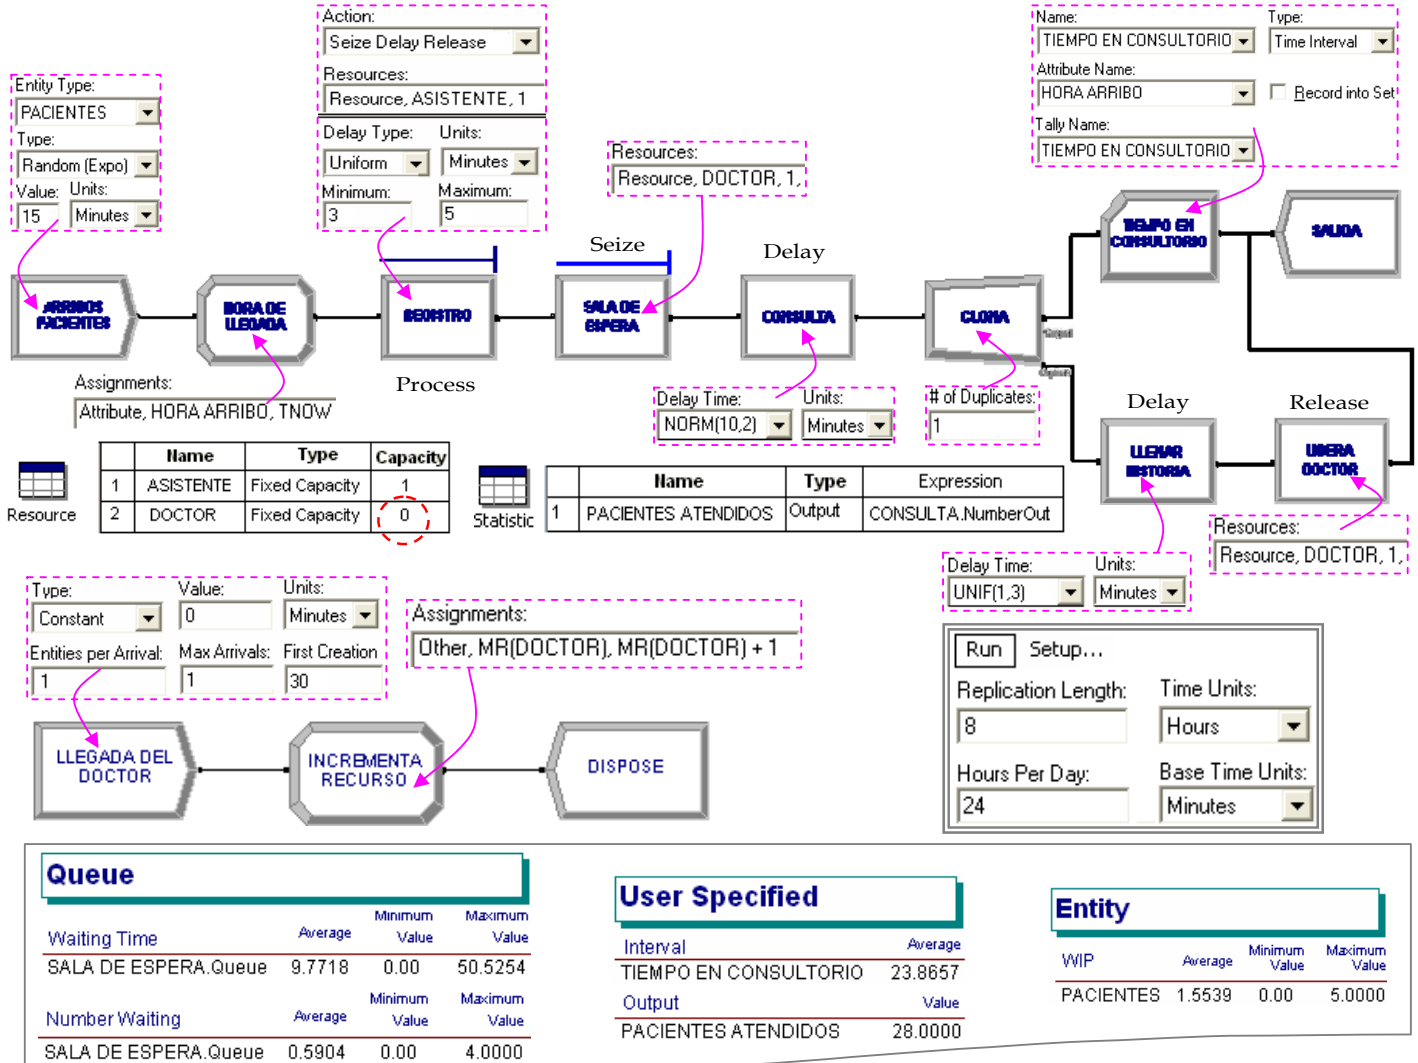 Action:
Seize Delay Release
Resources:
Resource, ASISTENTE, 1
Delay Type: Units:
Uniform Minutes
Minimum: Maximum:
3 5
Name: Type:
TIEMPO EN CONSULTORIO Time Interval
Attribute Name:
HORA ARRIBO Record into Set
Tally Name:
TIEMPO EN CONSULTORIO
Entity Type:
PACIENTES
Type:
Random (Expo)
Value: Units:
15 Minutes
Resources:
Resource, DOCTOR, 1,
Seize
Delay
ARRIBOS PACIENTES
HORA DE LLEGADA
REGISTRO
SALA DE ESPERA
CONSULTA
CLONA
Original
TIEMPO EN CONSULTORIO
SALIDA
Process
Assignments:
Attribute, HORA ARRIBO, TNOW
Delay Time: Units:
NORM(10,2) Minutes
# of Duplicates:
1
Delay
Release
LLENAR HISTORIA
LIBERA DOCTOR
Resource
Name Type Capacity
1 ASISTENTE Fixed Capacity 1
2 DOCTOR Fixed Capacity 0
Statistic
Name Type Expression
1 PACIENTES ATENDIDOS Output CONSULTA.NumberOut
Resources:
Resource, DOCTOR, 1,
Delay Time: Units:
UNIF(1,3) Minutes
Type: Value: Units:
Constant 0 Minutes
Entities per Arrival: Max Arrivals: First Creation
1 1 30
Assignments:
Other, MR(DOCTOR), MR(DOCTOR) + 1
LLEGADA DEL DOCTOR
INCREMENTA RECURSO
DISPOSE
Run Setup...
Replication Length: Time Units:
8 Hours
Hours Per Day: Base Time Units:
24 Minutes
Queue
Waiting Time Average Minimum Value Maximum Value
SALA DE ESPERA.Queue 9.7718 0.00 50.5254
Number Waiting Average Minimum Value Maximum Value
SALA DE ESPERA.Queue 0.5904 0.00 4.0000
User Specified
Interval Average
TIEMPO EN CONSULTORIO 23.8657
Output Value
PACIENTES ATENDIDOS 28.0000
Entity
WIP Average Minimum Value Maximum Value
PACIENTES 1.5539 0.00 5.0000